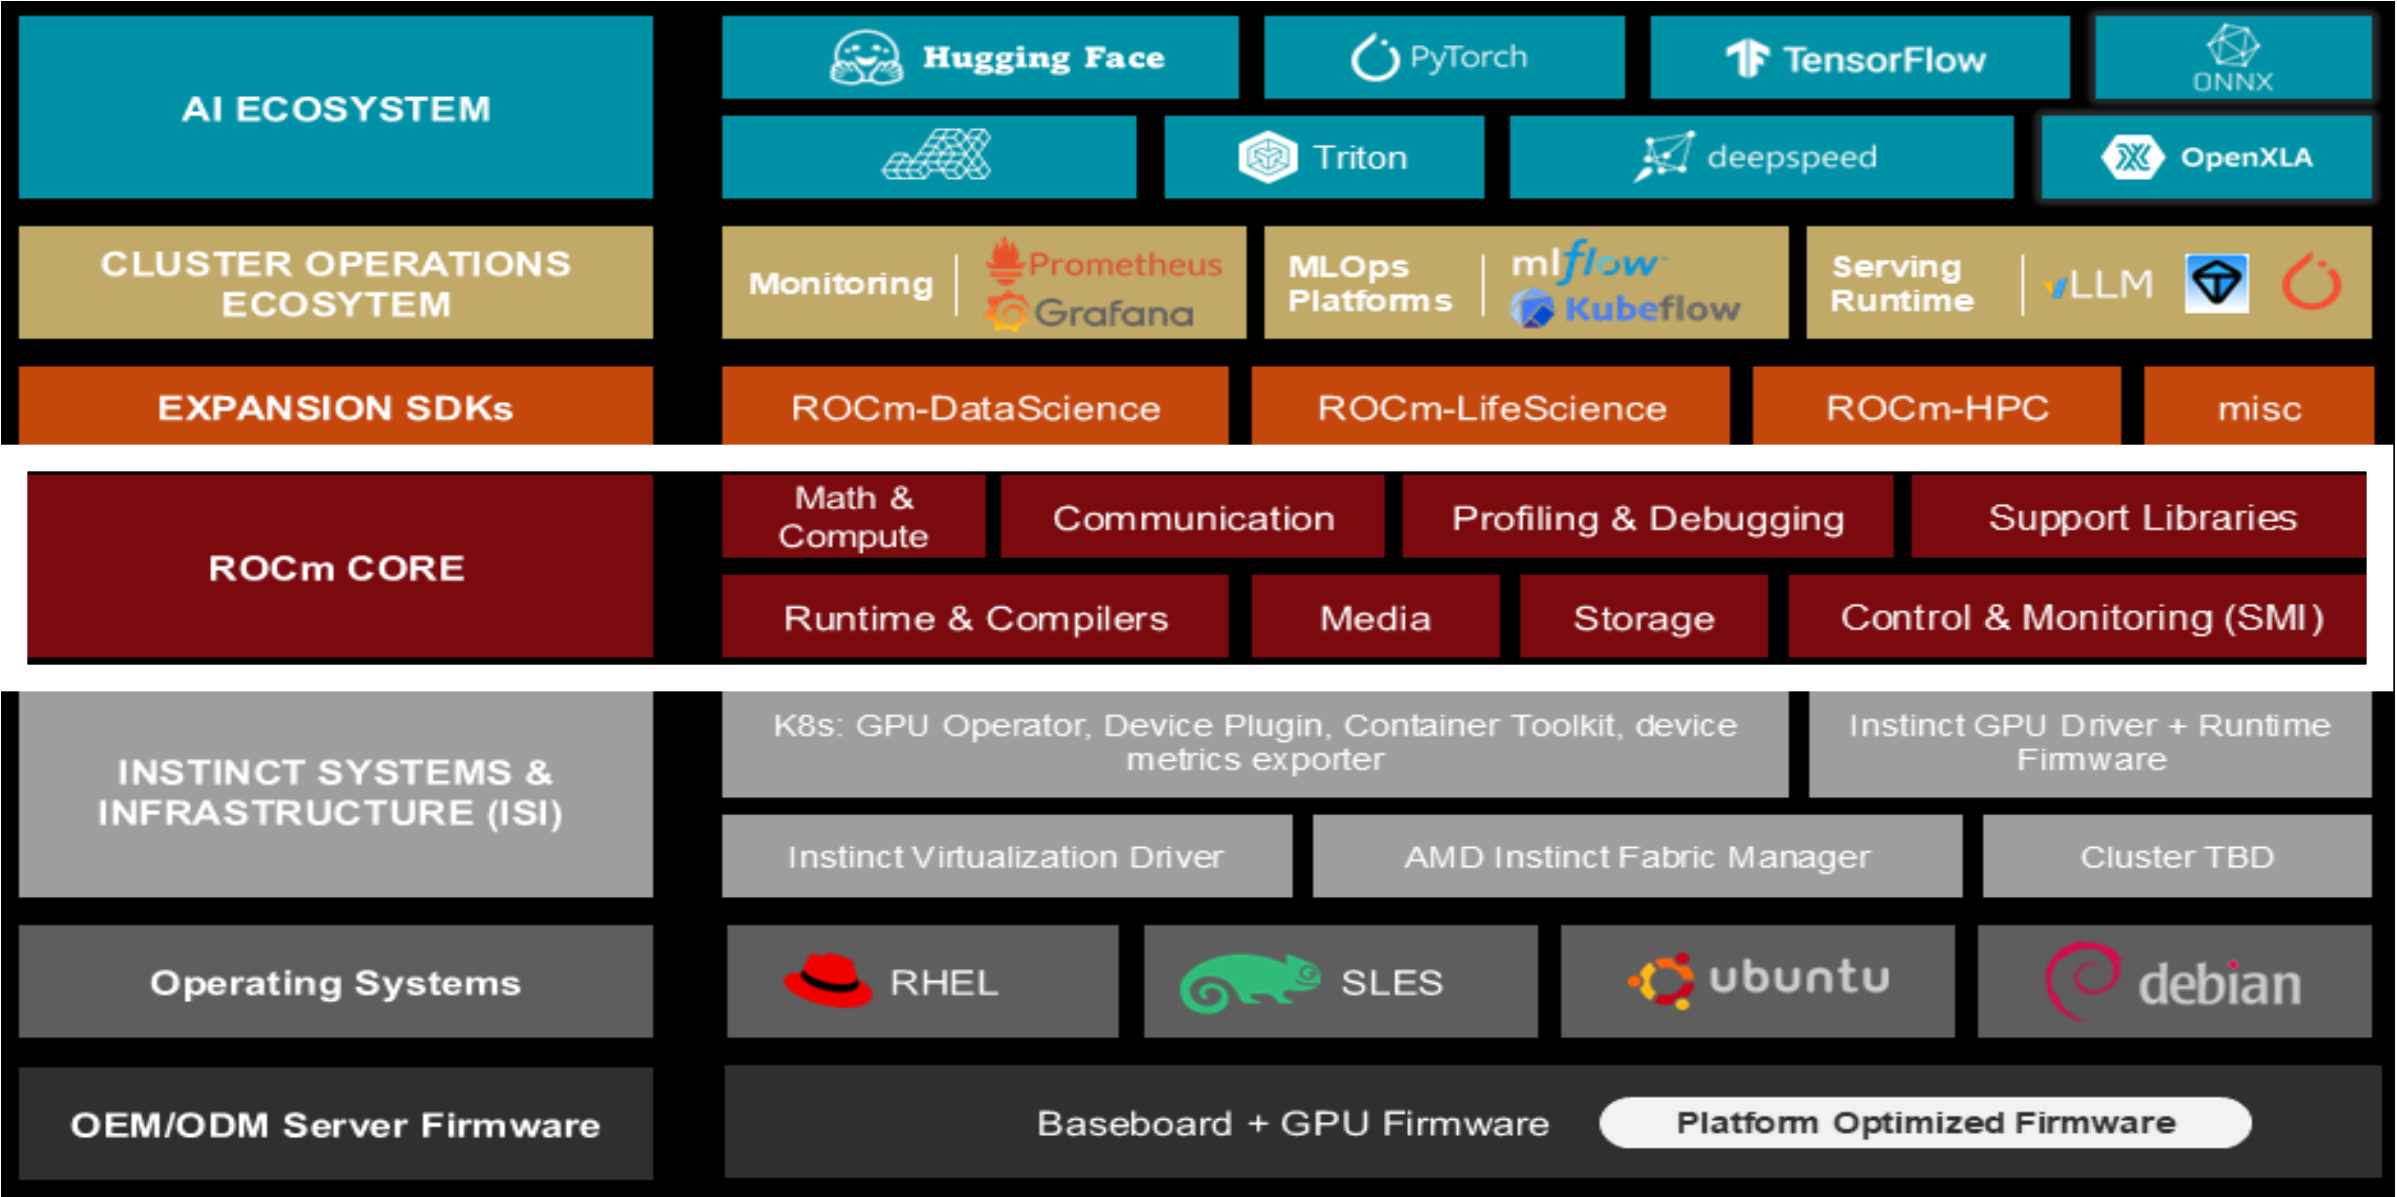 AI ECOSYSTEM
Hugging Face
PyTorch
TensorFlow
ONNX
Triton
deepspeed
OpenXLA
CLUSTER OPERATIONS
ECOSYTEM
Monitoring
Prometheus
Grafana
MLOps
Platforms
mlflow
Kubeflow
Serving
Runtime
vLLM
EXPANSION SDKs
ROCm-DataScience
ROCm-LifeScience
ROCm-HPC
misc
ROCm CORE
Math &
Compute
Communication
Profiling & Debugging
Support Libraries
Runtime & Compilers
Media
Storage
Control & Monitoring (SMI)
INSTINCT SYSTEMS &
INFRASTRUCTURE (ISI)
K8s: GPU Operator, Device Plugin, Container Toolkit, device
metrics exporter
Instinct GPU Driver + Runtime
Firmware
Instinct Virtualization Driver
AMD Instinct Fabric Manager
Cluster TBD
Operating Systems
RHEL
SLES
ubuntu
debian
OEM/ODM Server Firmware
Baseboard + GPU Firmware
Platform Optimized Firmware